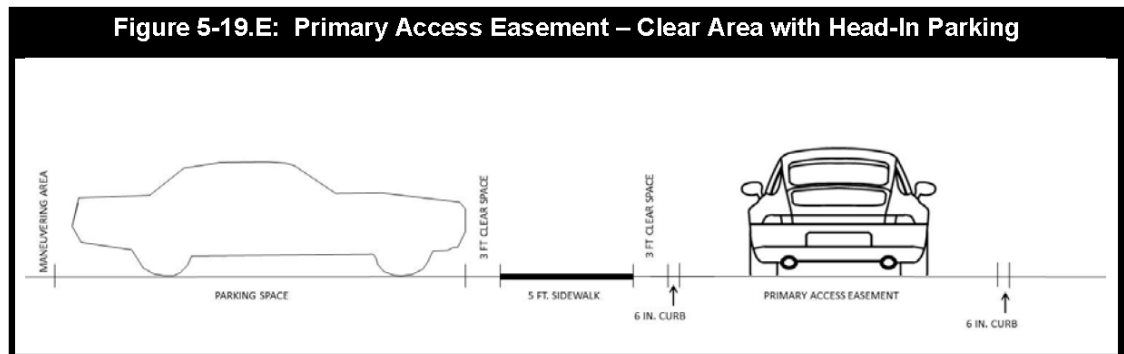 Figure 5-19.E:  Primary Access Easement – Clear Area with Head-In Parking
MANEUVERING AREA
3 FT CLEAR SPACE
3 FT CLEAR SPACE
PARKING SPACE
5 FT. SIDEWALK
PRIMARY ACCESS EASEMENT
6 IN. CURB
6 IN. CURB